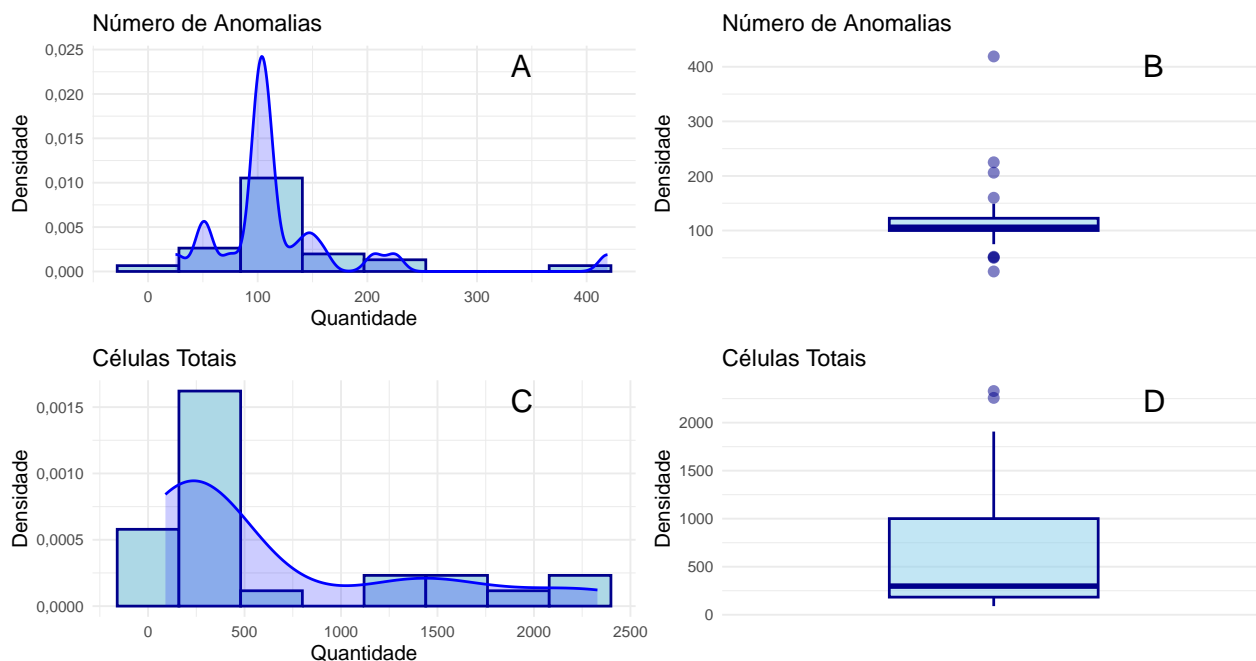 Número de Anomalias
A
0,025
0,020
0,015
0,010
0,005
0,000
Densidade
0 100 200 300 400
Quantidade
Número de Anomalias
B
400
300
200
100
Densidade
Células Totais
C
0,0015
0,0010
0,0005
0,0000
Densidade
0 500 1000 1500 2000 2500
Quantidade
Células Totais
D
2000
1500
1000
500
0
Densidade